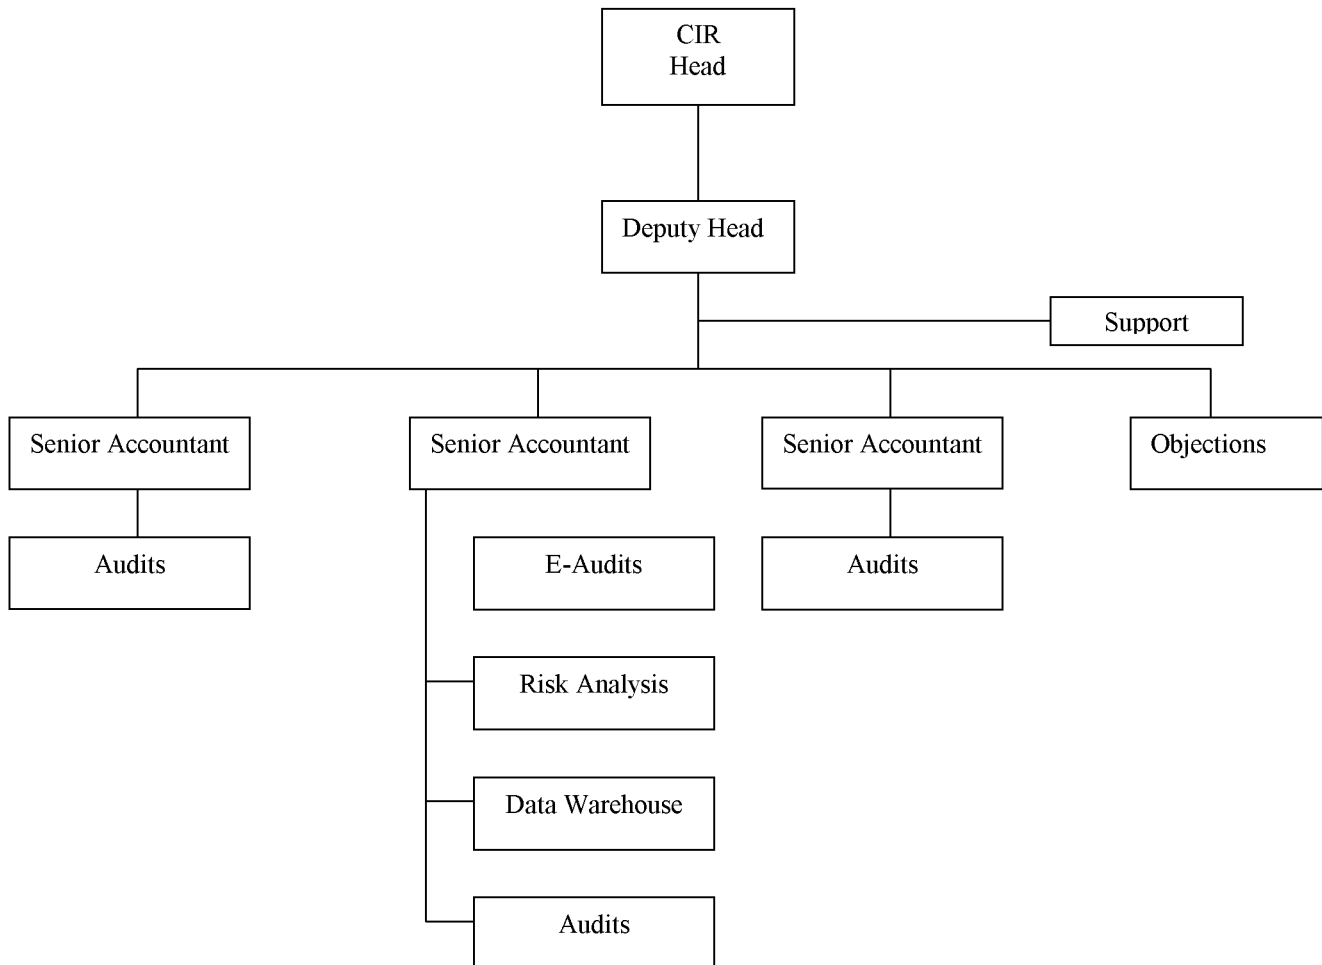 CIR
Head
Deputy Head
Support
Senior Accountant
Senior Accountant
Senior Accountant
Objections
Audits
E-Audits
Audits
Risk Analysis
Data Warehouse
Audits